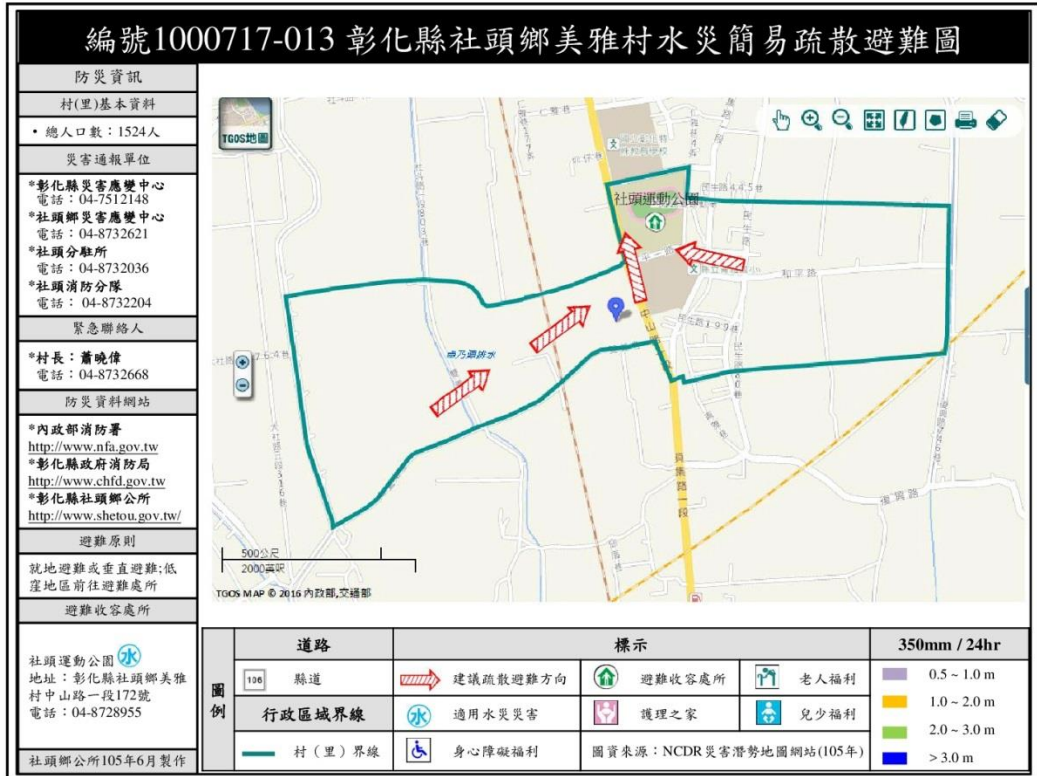 編號1000717-013 彰化縣社頭鄉美雅村水災簡易疏散避難圖
防災資訊
村(里)基本資料
• 總人口數：1524人
災害通報單位
*彰化縣災害應變中心
電話：04-7512148
*社頭鄉災害應變中心
電話：04-8732621
*社頭分駐所
電話：04-8732036
*社頭消防分隊
電話： 04-8732204
緊急聯絡人
*村長：蕭曉偉
電話：04-8732668
防災資料網站
*內政部消防署
http://www.nfa.gov.tw
*彰化縣政府消防局
http://www.chfd.gov.tw
*彰化縣社頭鄉公所
http://www.shetou.gov.tw/
避難原則
就地避難或垂直避難;低
窪地區前往避難處所
避難收容處所
社頭運動公園 水
地址：彰化縣社頭鄉美雅
村中山路一段172號
電話：04-8728955
社頭鄉公所105年6月製作
TGOS地圖
社頭運動公園
民生路445巷
和平路
民生路199巷
員集路一段
復興路
500公尺
2000英呎
TGOS MAP © 2016 內政部,交通部
圖例
道路
標示
350mm / 24hr
106 縣道
建議疏散避難方向
避難收容處所
老人福利
0.5 ~ 1.0 m
行政區域界線
水 適用水災災害
護理之家
兒少福利
1.0 ~ 2.0 m
2.0 ~ 3.0 m
村（里）界線
身心障礙福利
圖資來源：NCDR災害潛勢地圖網站(105年)
> 3.0 m